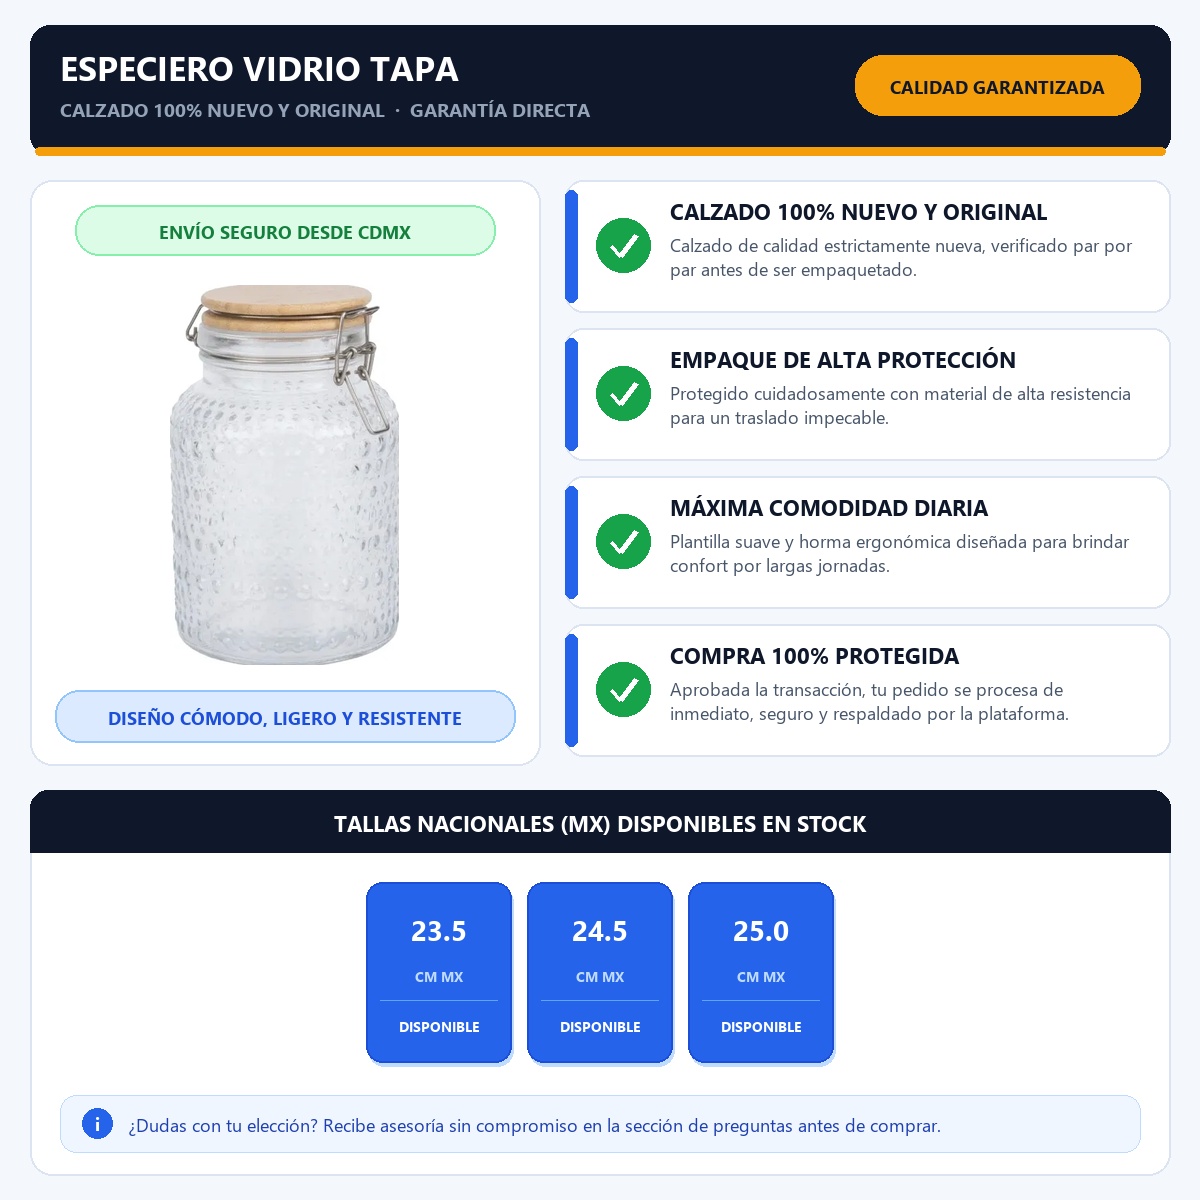 ESPECIERO VIDRIO TAPA
CALZADO 100% NUEVO Y ORIGINAL · GARANTÍA DIRECTA
CALIDAD GARANTIZADA
ENVÍO SEGURO DESDE CDMX
DISEÑO CÓMODO, LIGERO Y RESISTENTE
CALZADO 100% NUEVO Y ORIGINAL
Calzado de calidad estrictamente nueva, verificado par por
par antes de ser empaquetado.
EMPAQUE DE ALTA PROTECCIÓN
Protegido cuidadosamente con material de alta resistencia
para un traslado impecable.
MÁXIMA COMODIDAD DIARIA
Plantilla suave y horma ergonómica diseñada para brindar
confort por largas jornadas.
COMPRA 100% PROTEGIDA
Aprobada la transacción, tu pedido se procesa de
inmediato, seguro y respaldado por la plataforma.
TALLAS NACIONALES (MX) DISPONIBLES EN STOCK
23.5
CM MX
DISPONIBLE
24.5
CM MX
DISPONIBLE
25.0
CM MX
DISPONIBLE
¿Dudas con tu elección? Recibe asesoría sin compromiso en la sección de preguntas antes de comprar.